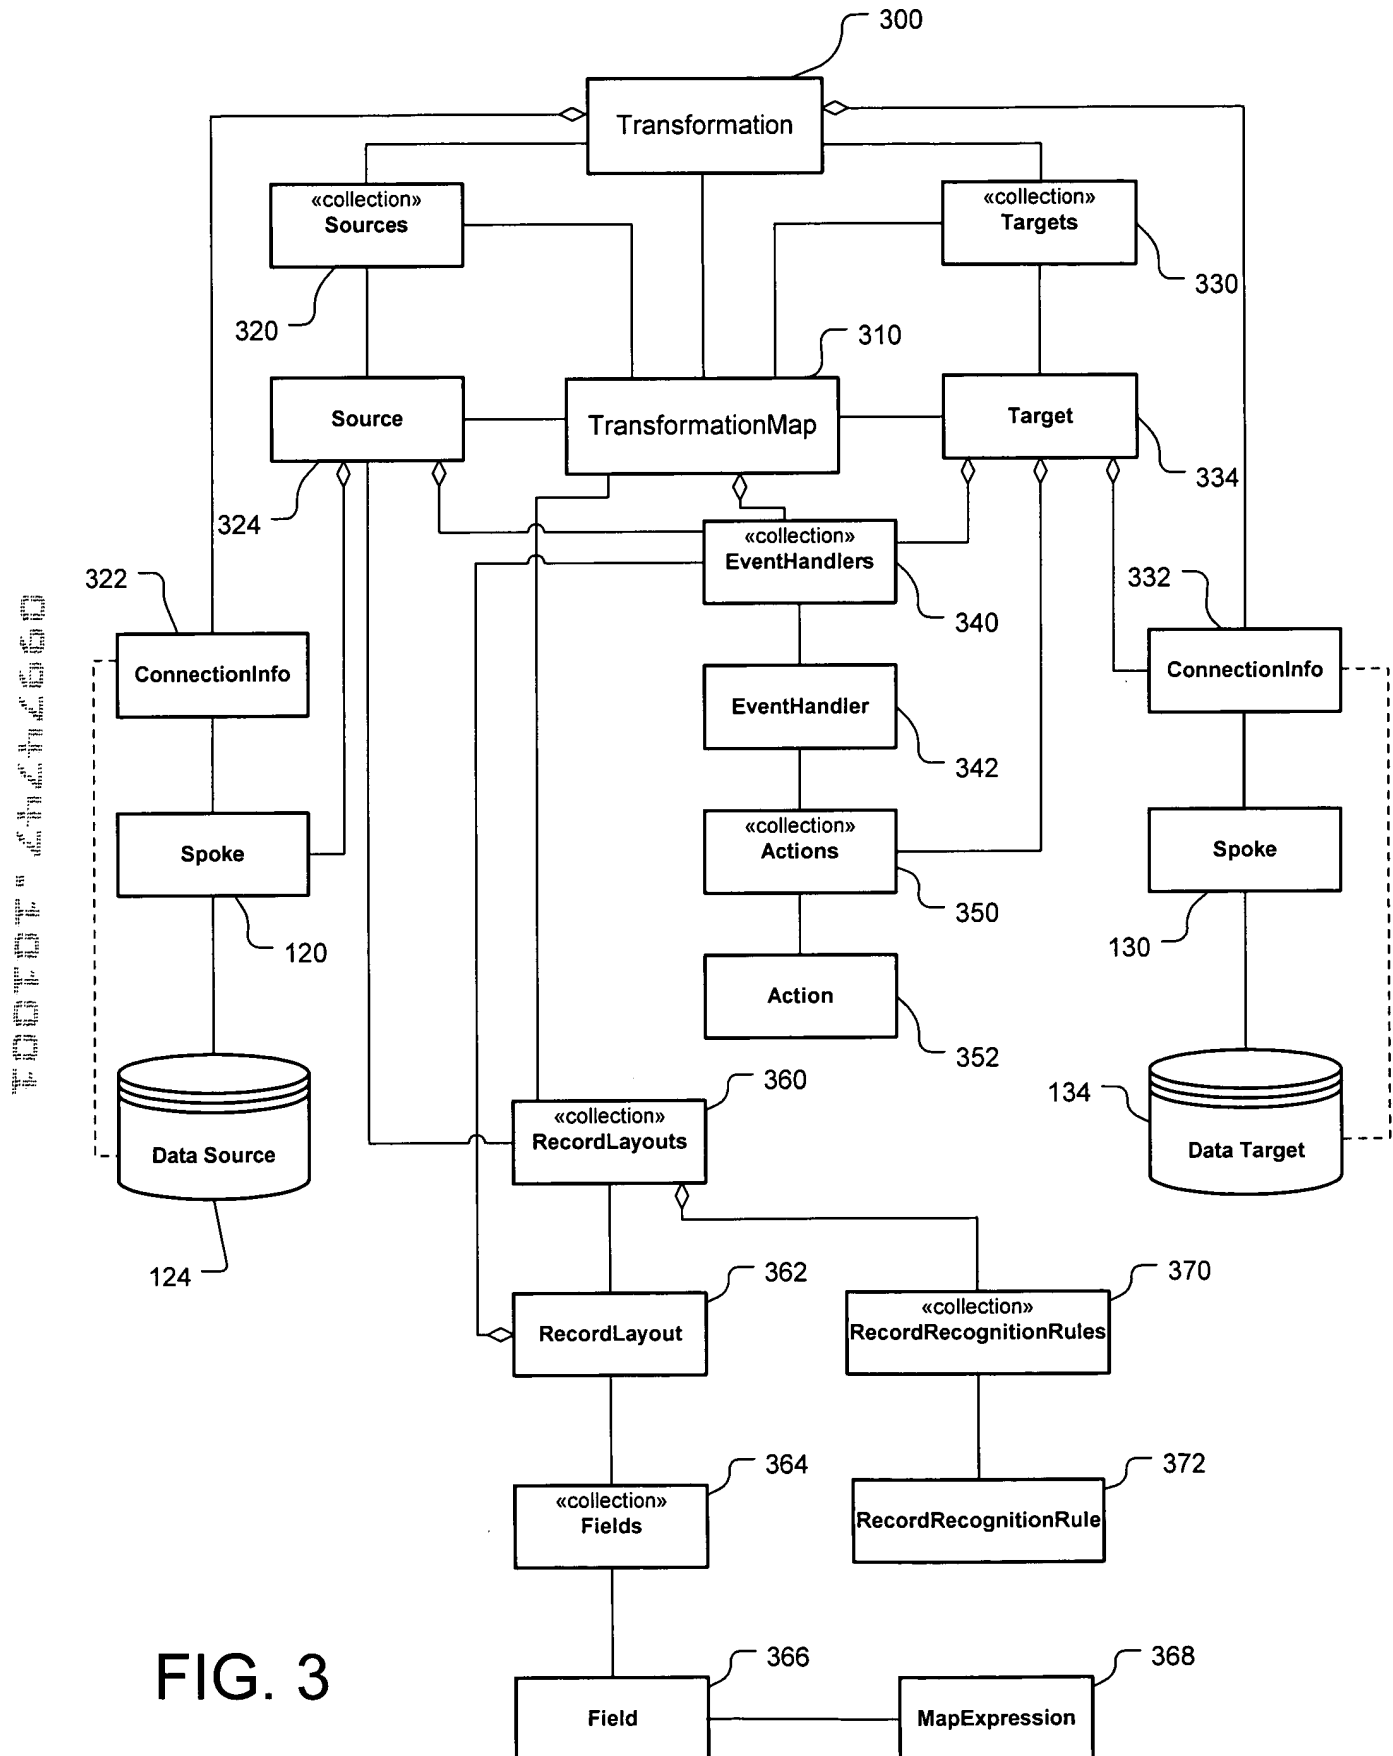 300
Transformation
«collection»
Sources
«collection»
Targets
320
330
310
Source
TransformationMap
Target
324
334
«collection»
EventHandlers
322
332
340
ConnectionInfo
ConnectionInfo
EventHandler
342
«collection»
Actions
Spoke
Spoke
350
120
130
Action
352
360
134
«collection»
RecordLayouts
Data Source
Data Target
124
362
370
RecordLayout
«collection»
RecordRecognitionRules
364
372
«collection»
Fields
RecordRecognitionRule
366
368
FIG. 3
Field
MapExpression